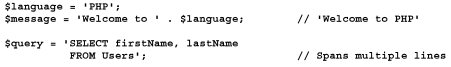 $language = 'PHP';
$message = 'Welcome to ' . $language;        // 'Welcome to PHP'
$query = 'SELECT firstName, lastName
          FROM Users';                       // Spans multiple lines